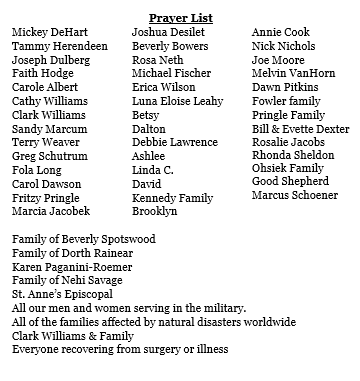 Prayer List
Mickey DeHart
Tammy Herendeen
Joseph Dulberg
Faith Hodge
Carole Albert
Cathy Williams
Clark Williams
Sandy Marcum
Terry Weaver
Greg Schutrum
Fola Long
Carol Dawson
Fritzy Pringle
Marcia Jacobek
Joshua Desilet
Beverly Bowers
Rosa Neth
Michael Fischer
Erica Wilson
Luna Eloise Leahy
Betsy
Dalton
Debbie Lawrence
Ashlee
Linda C.
David
Kennedy Family
Brooklyn
Annie Cook
Nick Nichols
Joe Moore
Melvin VanHorn
Dawn Pitkins
Fowler family
Pringle Family
Bill & Evette Dexter
Rosalie Jacobs
Rhonda Sheldon
Ohsiek Family
Good Shepherd
Marcus Schoener
Family of Beverly Spotswood
Family of Dorth Rainear
Karen Paganini-Roemer
Family of Nehi Savage
St. Anne's Episcopal
All our men and women serving in the military.
All of the families affected by natural disasters worldwide
Clark Williams & Family
Everyone recovering from surgery or illness